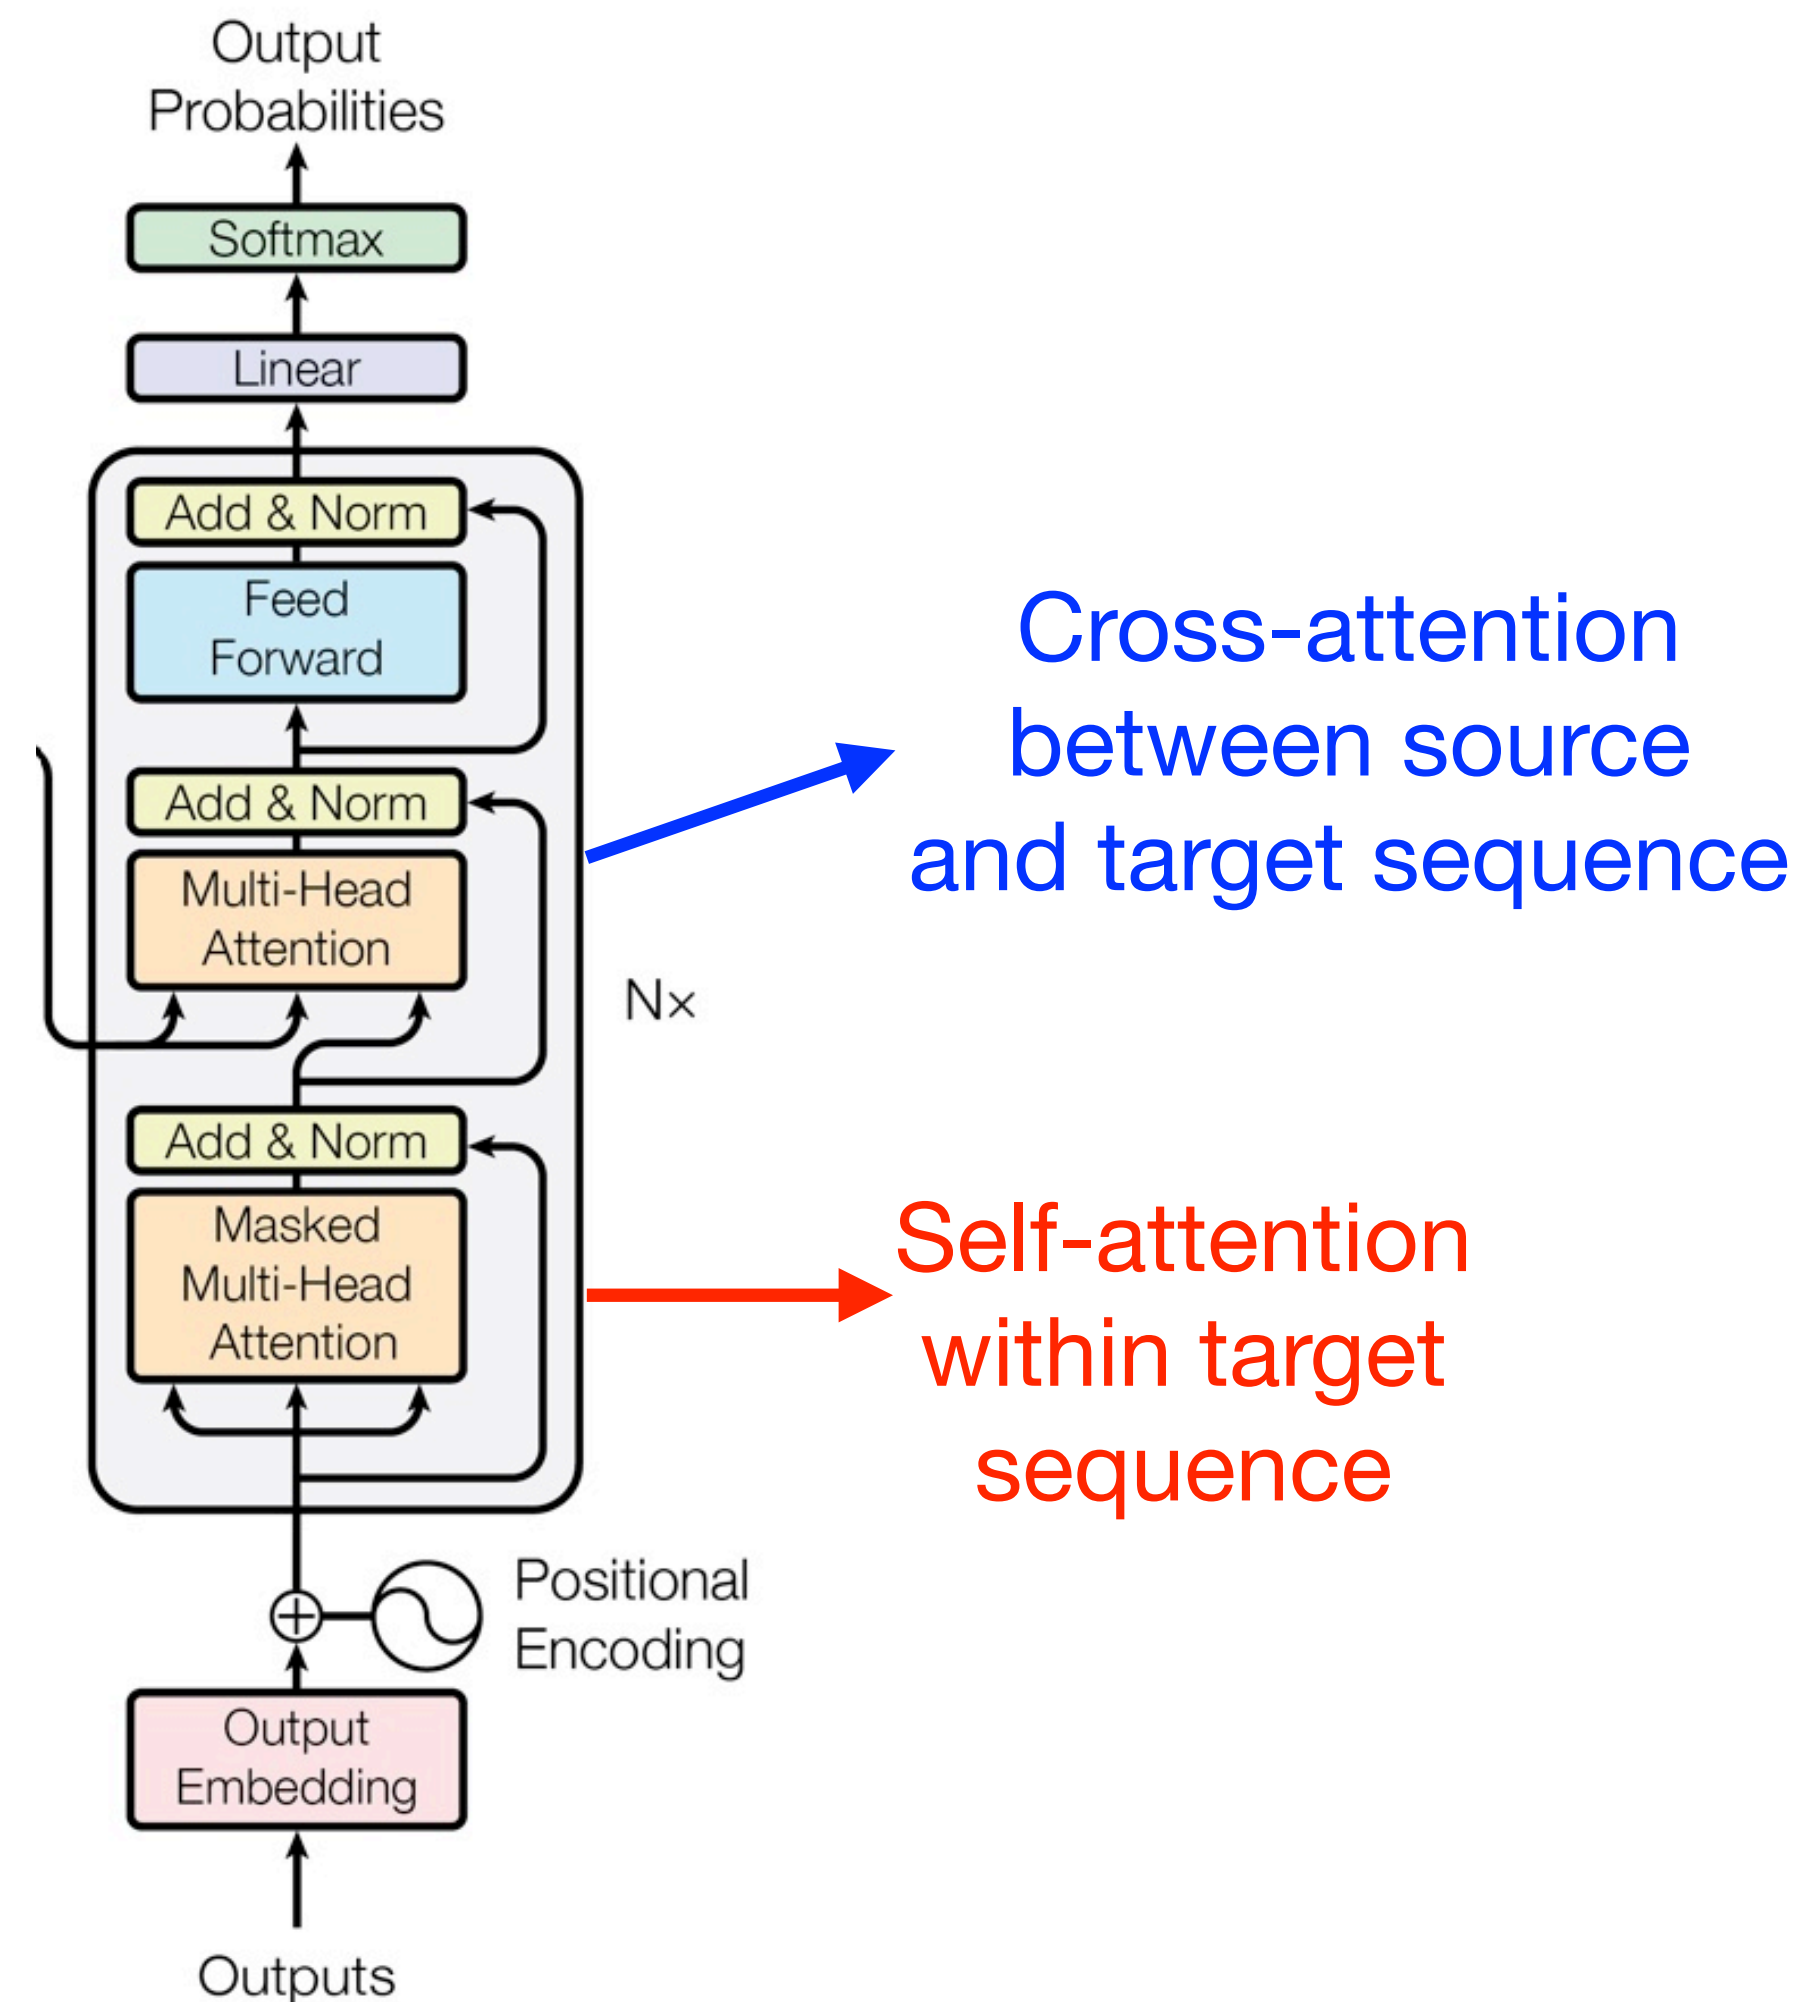 Output
Probabilities
Softmax
Linear
Add & Norm
Feed
Forward
Add & Norm
Multi-Head
Attention
Cross-attention
between source
and target sequence
N×
Add & Norm
Masked
Multi-Head
Attention
Self-attention
within target
sequence
Positional
Encoding
Output
Embedding
Outputs